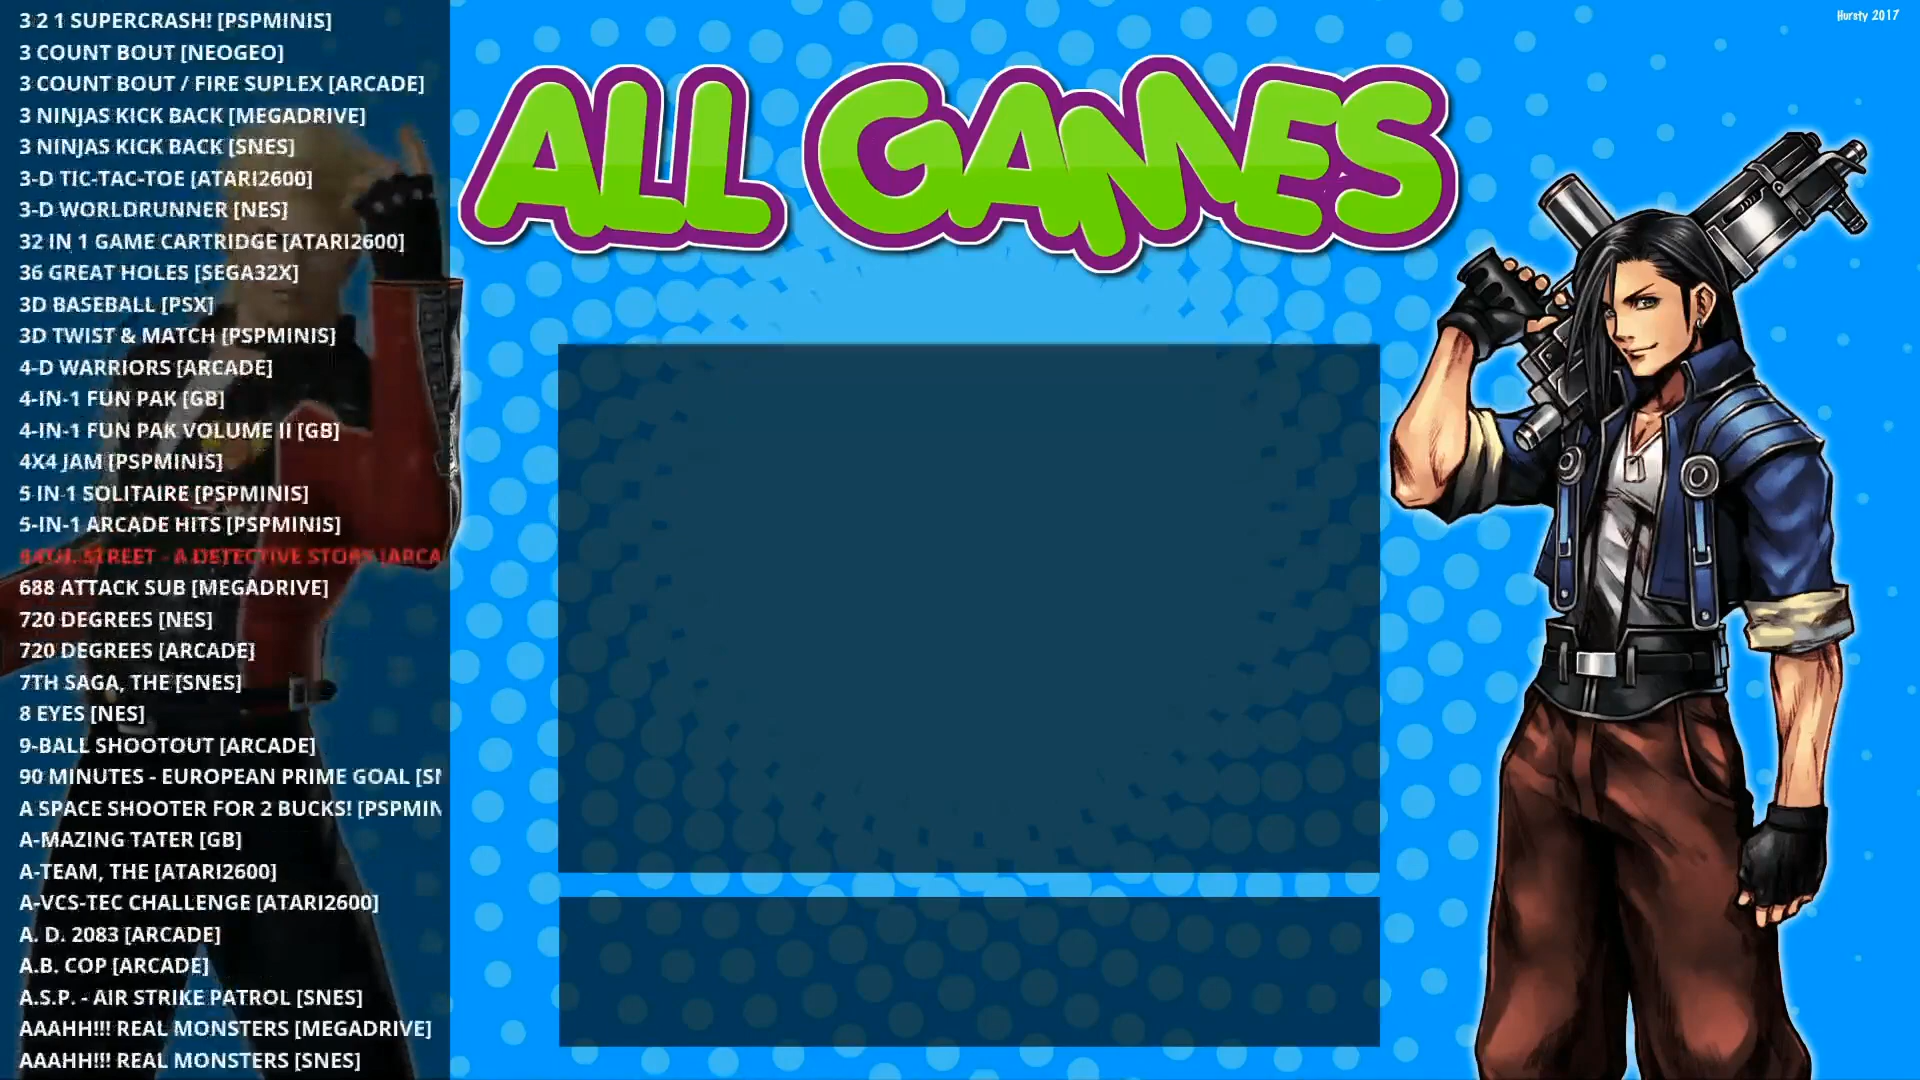 3 2 1 SUPERCRASH! [PSPMINIS]
3 COUNT BOUT [NEOGEO]
3 COUNT BOUT / FIRE SUPLEX [ARCADE]
3 NINJAS KICK BACK [MEGADRIVE]
3 NINJAS KICK BACK [SNES]
3-D TIC-TAC-TOE [ATARI2600]
3-D WORLDRUNNER [NES]
32 IN 1 GAME CARTRIDGE [ATARI2600]
36 GREAT HOLES [SEGA32X]
3D BASEBALL [PSX]
3D TWIST & MATCH [PSPMINIS]
4-D WARRIORS [ARCADE]
4-IN-1 FUN PAK [GB]
4-IN-1 FUN PAK VOLUME II [GB]
4X4 JAM [PSPMINIS]
5 IN 1 SOLITAIRE [PSPMINIS]
5-IN-1 ARCADE HITS [PSPMINIS]
STREET - A DETECTIVE STORY [ARCA
688 ATTACK SUB [MEGADRIVE]
720 DEGREES [NES]
720 DEGREES [ARCADE]
7TH SAGA, THE [SNES]
8 EYES [NES]
9-BALL SHOOTOUT [ARCADE]
90 MINUTES - EUROPEAN PRIME GOAL [SN
A SPACE SHOOTER FOR 2 BUCKS! [PSPMIN
A-MAZING TATER [GB]
A-TEAM, THE [ATARI2600]
A-VCS-TEC CHALLENGE [ATARI2600]
A. D. 2083 [ARCADE]
A.B. COP [ARCADE]
A.S.P. - AIR STRIKE PATROL [SNES]
AAAHH!!! REAL MONSTERS [MEGADRIVE]
AAAHH!!! REAL MONSTERS [SNES]
ALL GAMES
Hursty 2017